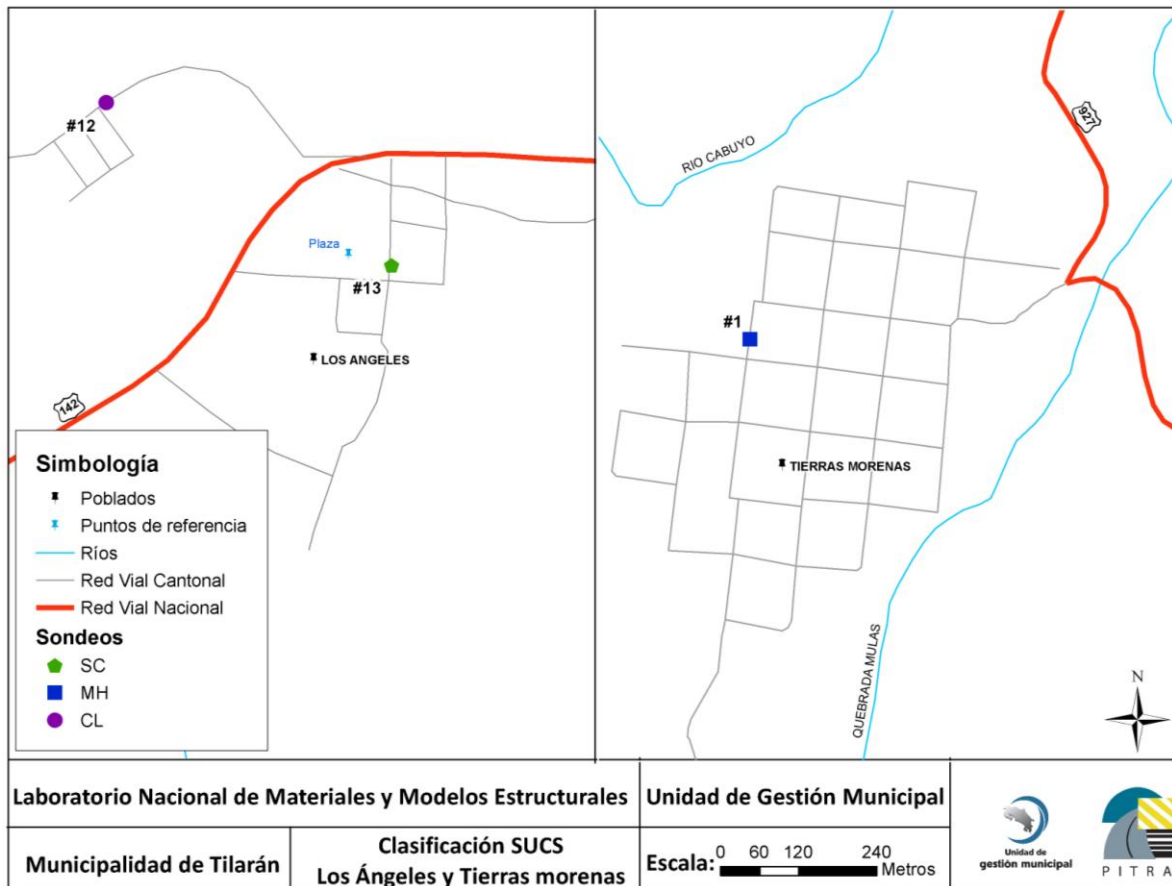 #12
Plaza
#13
LOS ANGELES
142
Simbología
Poblados
Puntos de referencia
Ríos
Red Vial Cantonal
Red Vial Nacional
Sondeos
SC
MH
CL
RIO CABUYO
927
#1
TIERRAS MORENAS
QUEBRADA MULAS
N
Laboratorio Nacional de Materiales y Modelos Estructurales
Unidad de Gestión Municipal
Municipalidad de Tilarán
Clasificación SUCS
Los Ángeles y Tierras morenas
Escala: 0 60 120 240 Metros
Unidad de
gestión municipal
PITRA